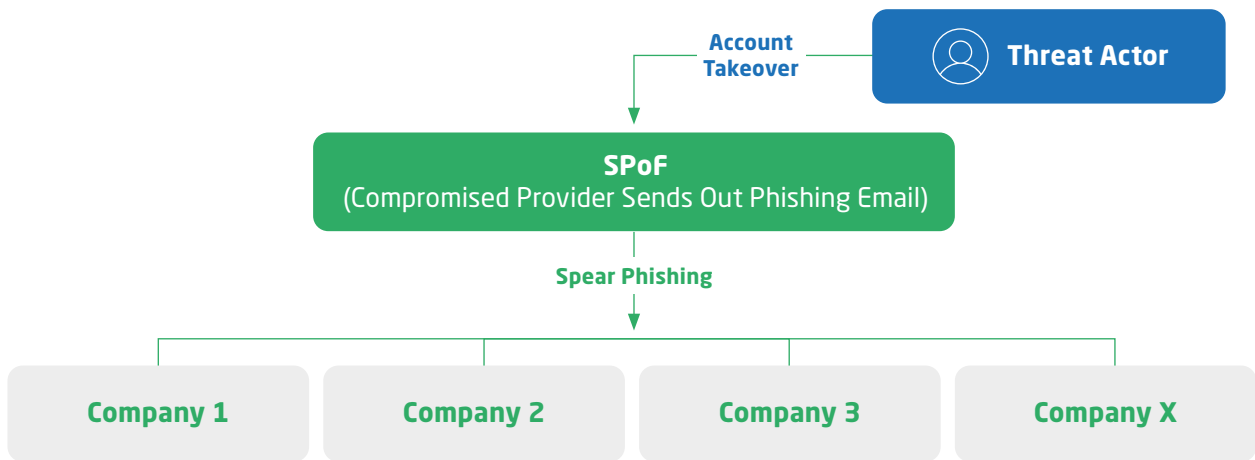 Account
Takeover
Threat Actor
SPoF
(Compromised Provider Sends Out Phishing Email)
Spear Phishing
Company 1
Company 2
Company 3
Company X